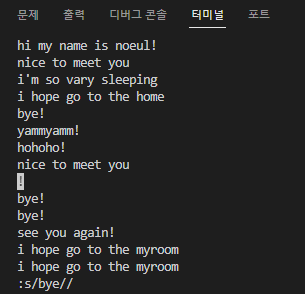 문제 출력 디버그 콘솔 터미널 포트
hi my name is noeul!
nice to meet you
i'm so vary sleeping
i hope go to the home
bye!
yammyamm!
hohoho!
nice to meet you
!
bye!
bye!
see you again!
i hope go to the myroom
i hope go to the myroom
:s/bye//